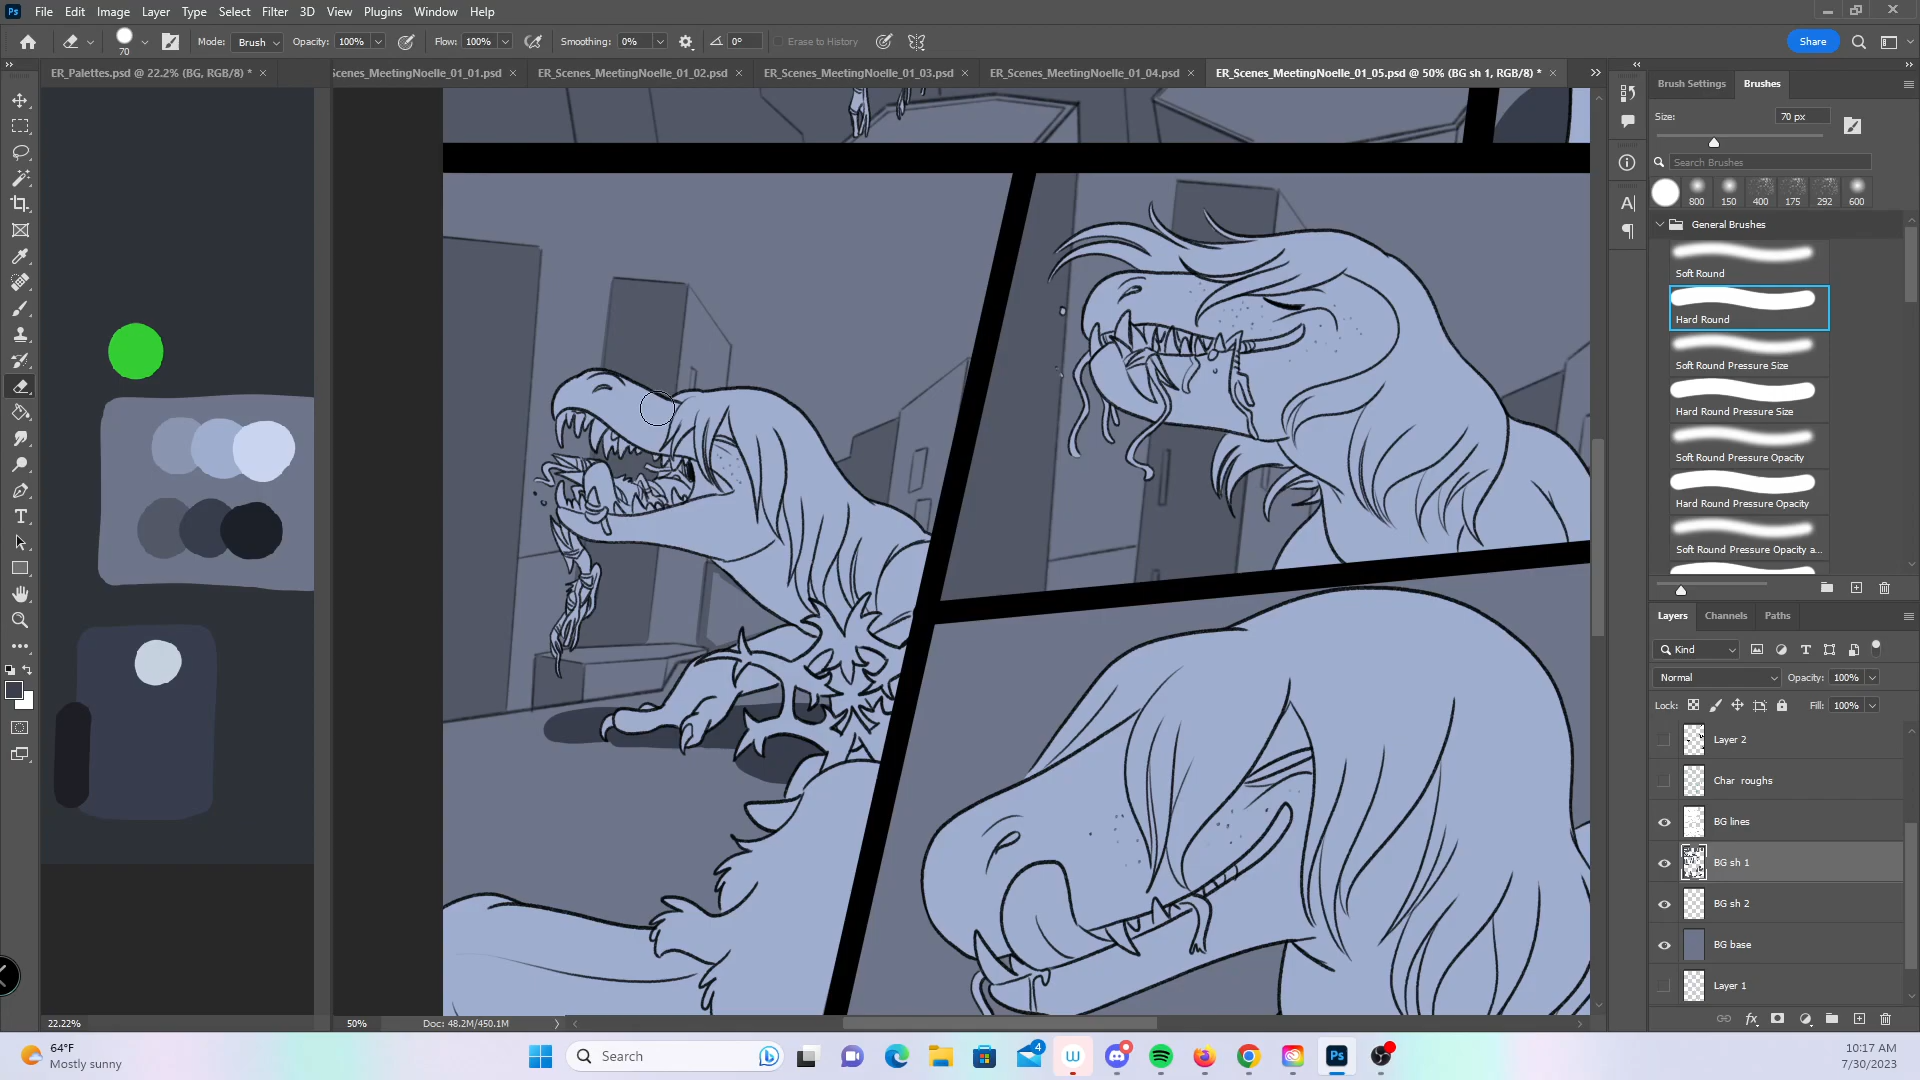 Ps File Edit Image Layer Type Select Filter 3D View Plugins Window Help
70 Mode: Brush Opacity: 100% Flow: 100% Smoothing: 0% 0° Erase to History Share
ER_Palettes.psd @ 22.2% (BG, RGB/8) *
Scenes_MeetingNoelle_01_01.psd
ER_Scenes_MeetingNoelle_01_02.psd
ER_Scenes_MeetingNoelle_01_03.psd
ER_Scenes_MeetingNoelle_01_04.psd
ER_Scenes_MeetingNoelle_01_05.psd @ 50% (BG sh 1, RGB/8) *
Brush Settings Brushes
Size: 70 px
Search Brushes
800 150 400 175 292 600
General Brushes
Soft Round
Hard Round
Soft Round Pressure Size
Hard Round Pressure Size
Soft Round Pressure Opacity
Hard Round Pressure Opacity
Soft Round Pressure Opacity a...
Layers Channels Paths
Kind
Normal Opacity: 100%
Lock: Fill: 100%
Layer 2
Char roughs
BG lines
BG sh 1
BG sh 2
BG base
Layer 1
22.22%
50% Doc: 48.2M/450.1M
64°F
Mostly sunny
Search
4
Ps
10:17 AM
7/30/2023